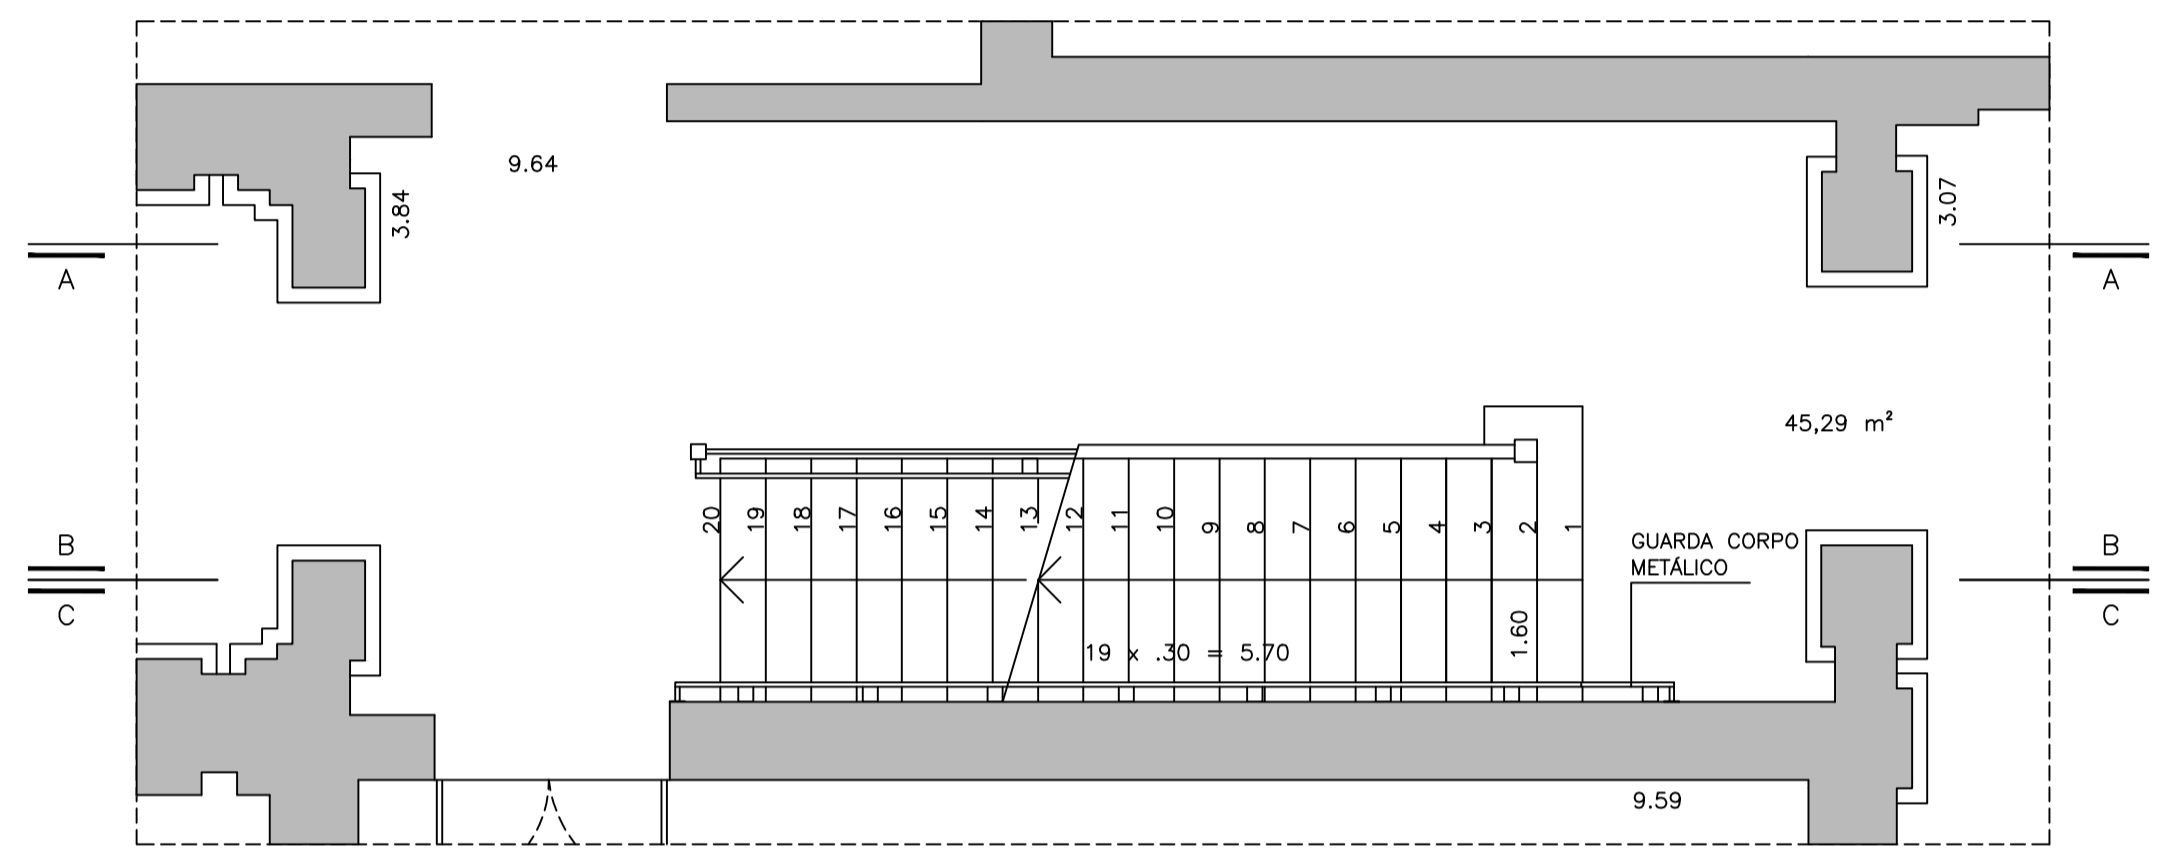 9.64
3.84
3.07
A
A
45,29 m²
20 19 18 17 16 15 14 13 12 11 10 9 8 7 6 5 4 3 2 1
GUARDA CORPO
METÁLICO
B
B
C
C
1.60
19 x .30 = 5.70
9.59